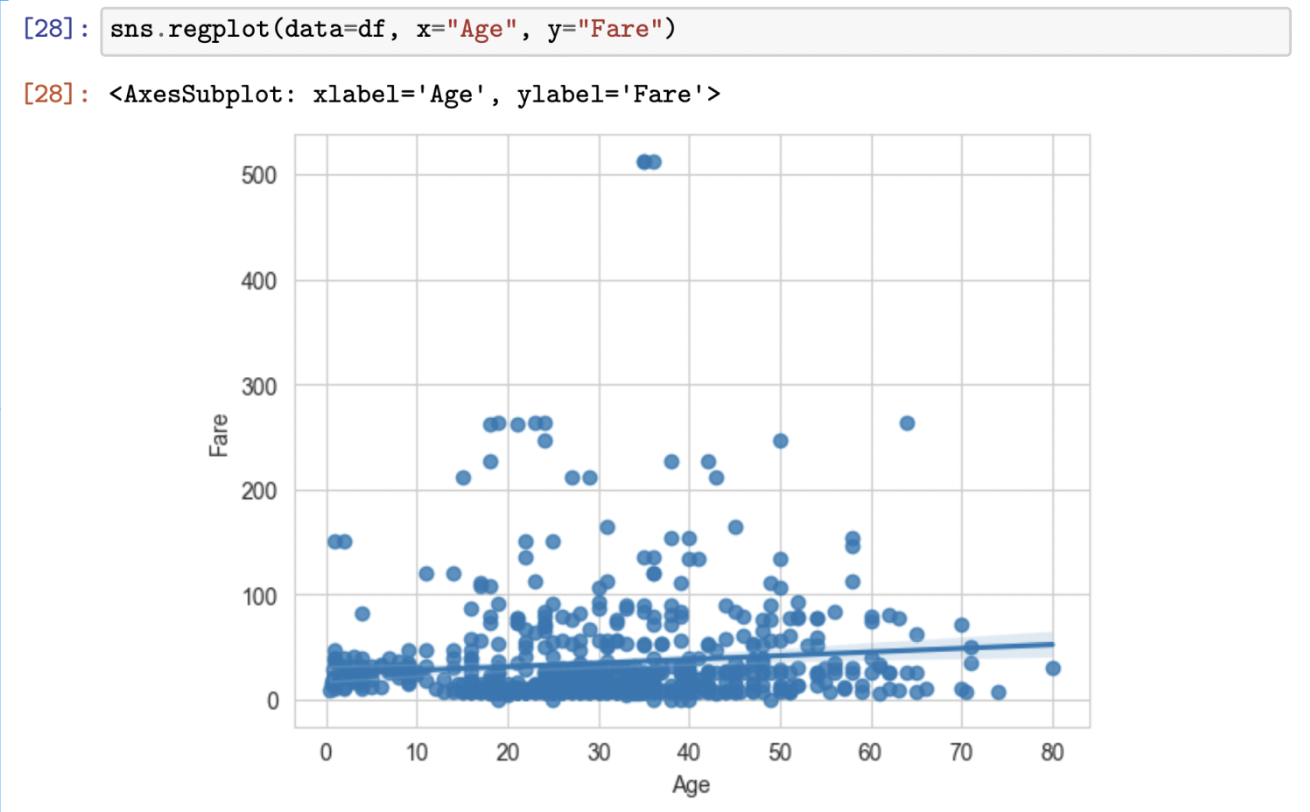 [28]: sns.regplot(data=df, x="Age", y="Fare")
[28]: <AxesSubplot: xlabel='Age', ylabel='Fare'>
500
400
300
200
100
0
Fare
0 10 20 30 40 50 60 70 80
Age